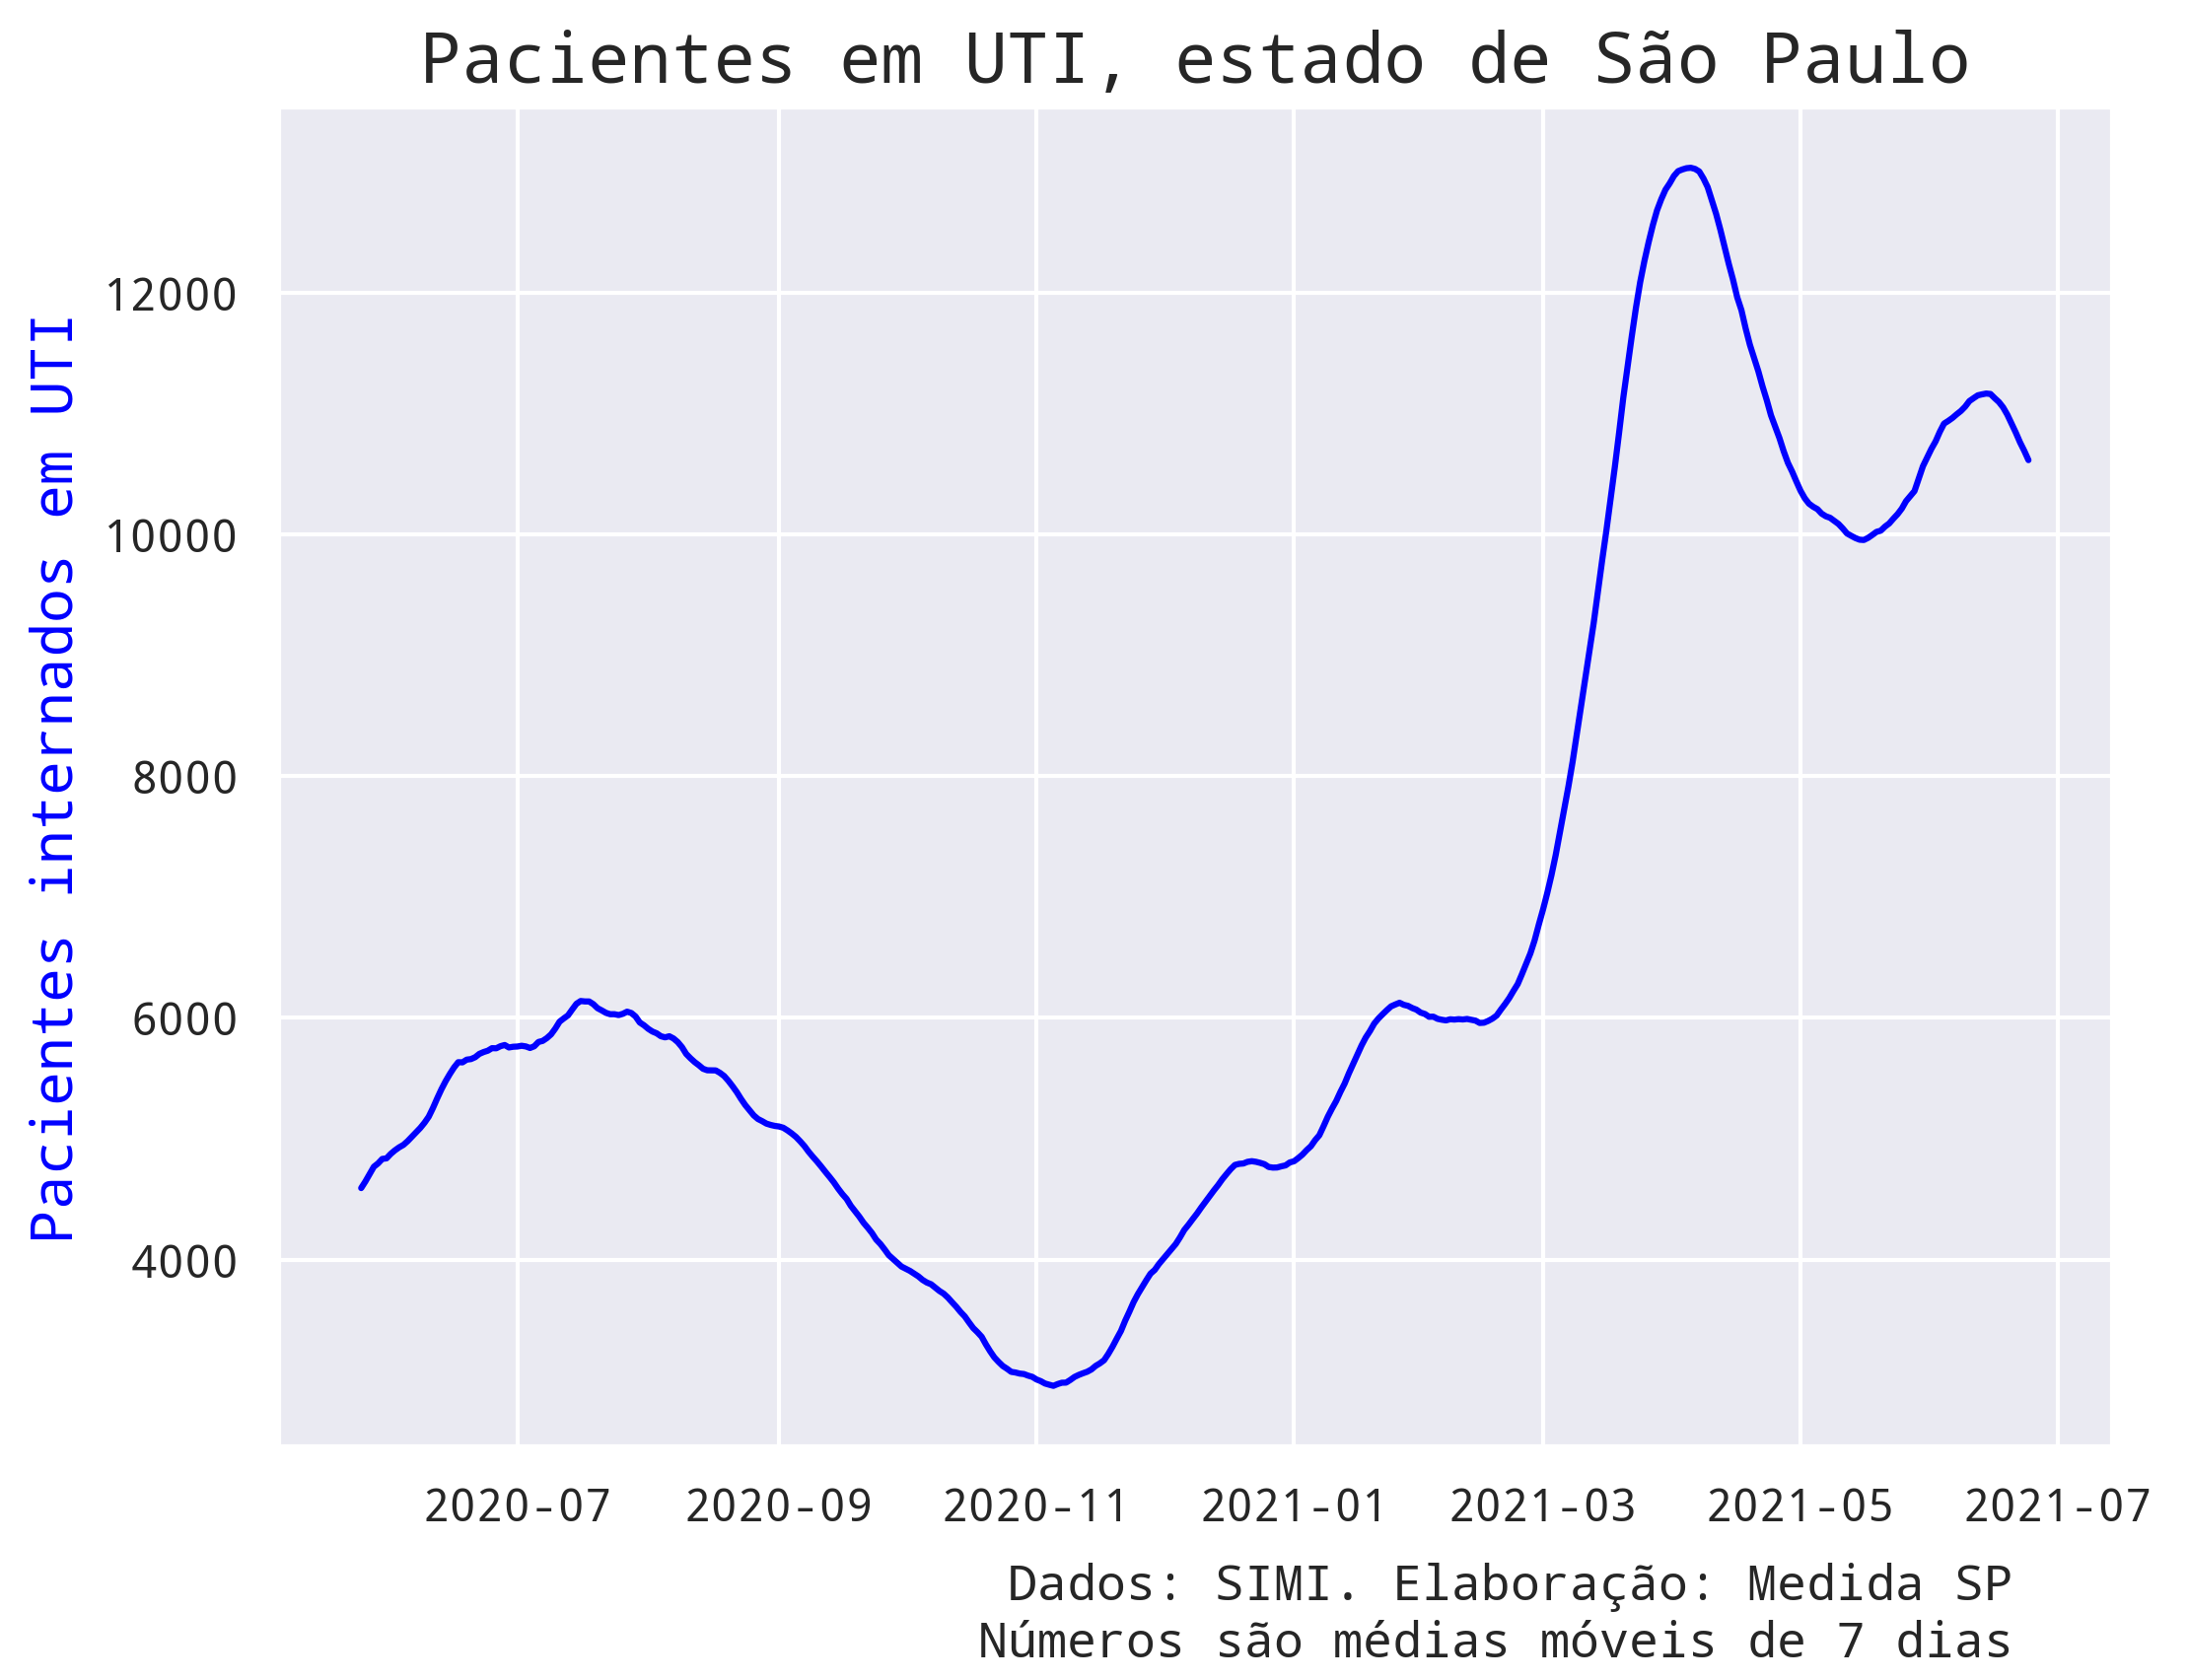 Pacientes em UTI, estado de São Paulo
Pacientes internados em UTI
12000
10000
8000
6000
4000
2020-07 2020-09 2020-11 2021-01 2021-03 2021-05 2021-07
Dados: SIMI. Elaboração: Medida SP
Números são médias móveis de 7 dias